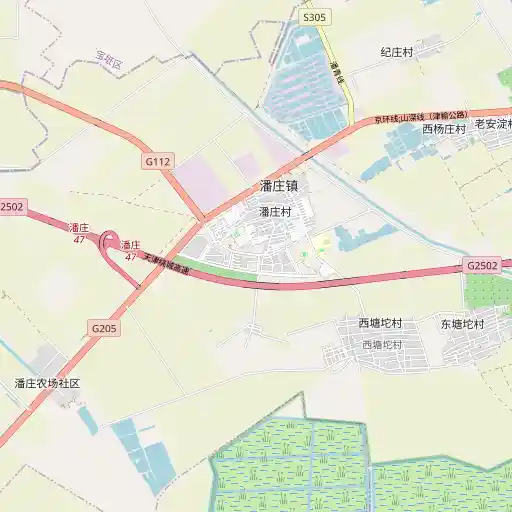 S305
纪庄村
宝坻区
潘青线
京环线;山深线（津榆公路）
西杨庄村
老安淀村
G112
潘庄镇
潘庄村
2502
潘庄
47
潘庄
47
天津绕城高速
G2502
G205
西塘坨村
东塘坨村
西塘坨村
潘庄农场社区